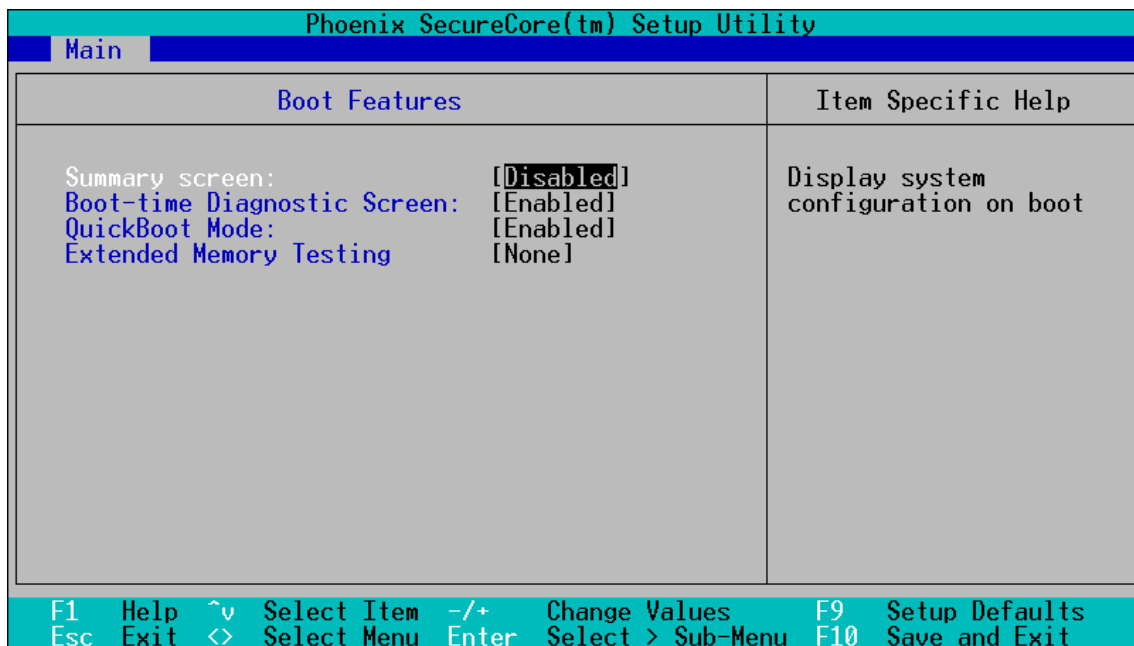 Phoenix SecureCore(tm) Setup Utility
Main
Boot Features
Item Specific Help
Summary screen: [Disabled]
Boot-time Diagnostic Screen: [Enabled]
QuickBoot Mode: [Enabled]
Extended Memory Testing [None]
Display system
configuration on boot
F1 Help ^v Select Item -/+ Change Values F9 Setup Defaults
Esc Exit <> Select Menu Enter Select > Sub-Menu F10 Save and Exit